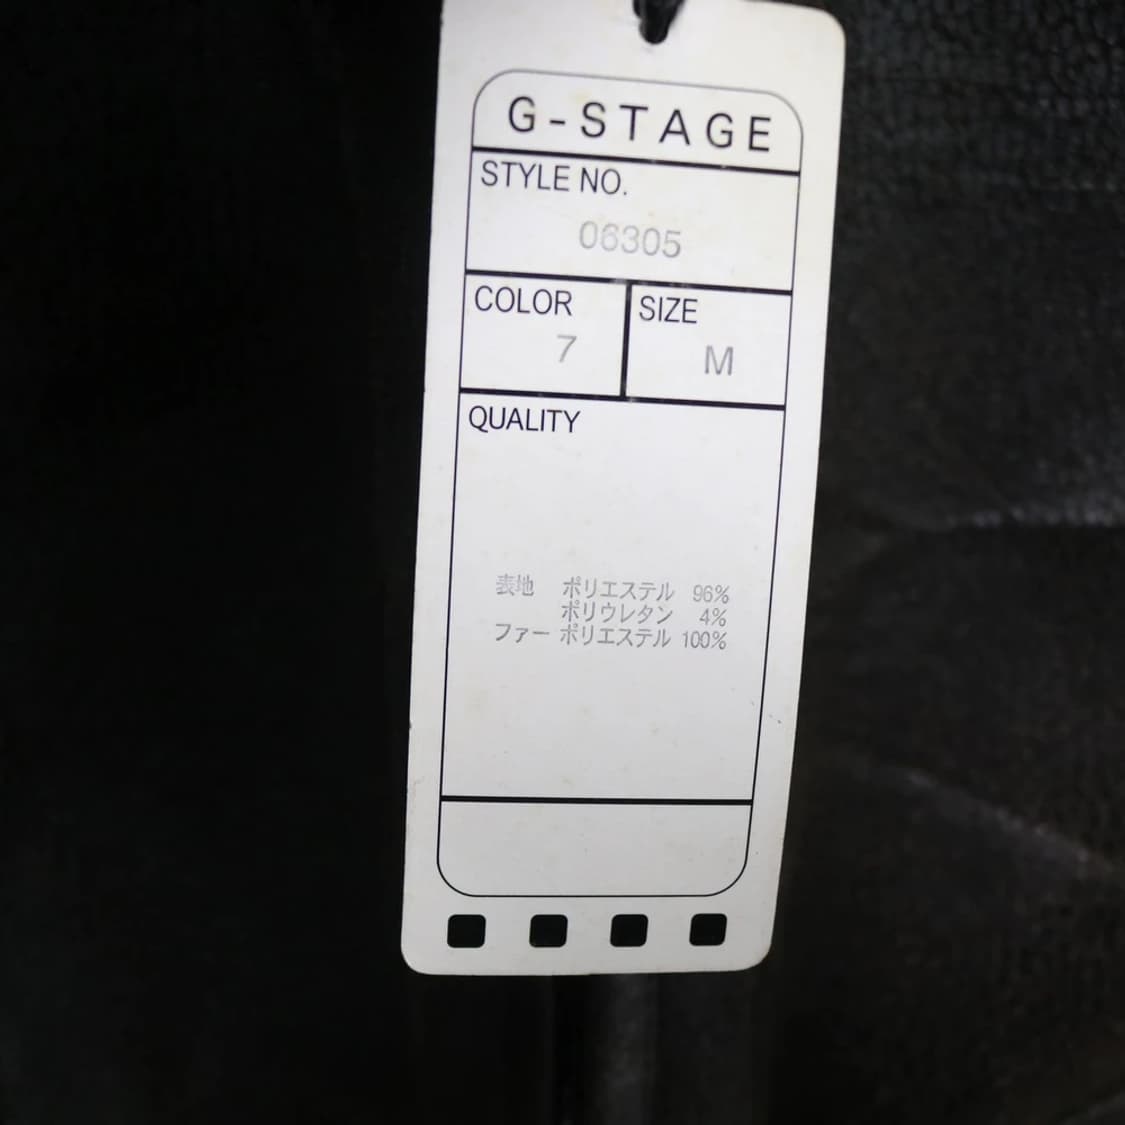 G-STAGE
STYLE NO.
06305
COLOR
7
SIZE
M
QUALITY
表地 ポリエステル 96%
ポリウレタン 4%
ファー ポリエステル 100%